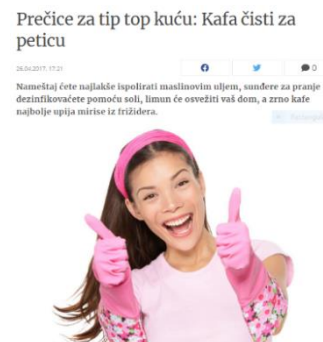 Prečice za tip top kuću: Kafa čisti za
peticu
26.04.2017. 17:21
0
Nameštaj ćete najlakše ispolirati maslinovim uljem, sunđere za pranje
dezinfikovaćete pomoću soli, limun će osvežiti vaš dom, a zrno kafe
najbolje upija mirise iz frižidera.